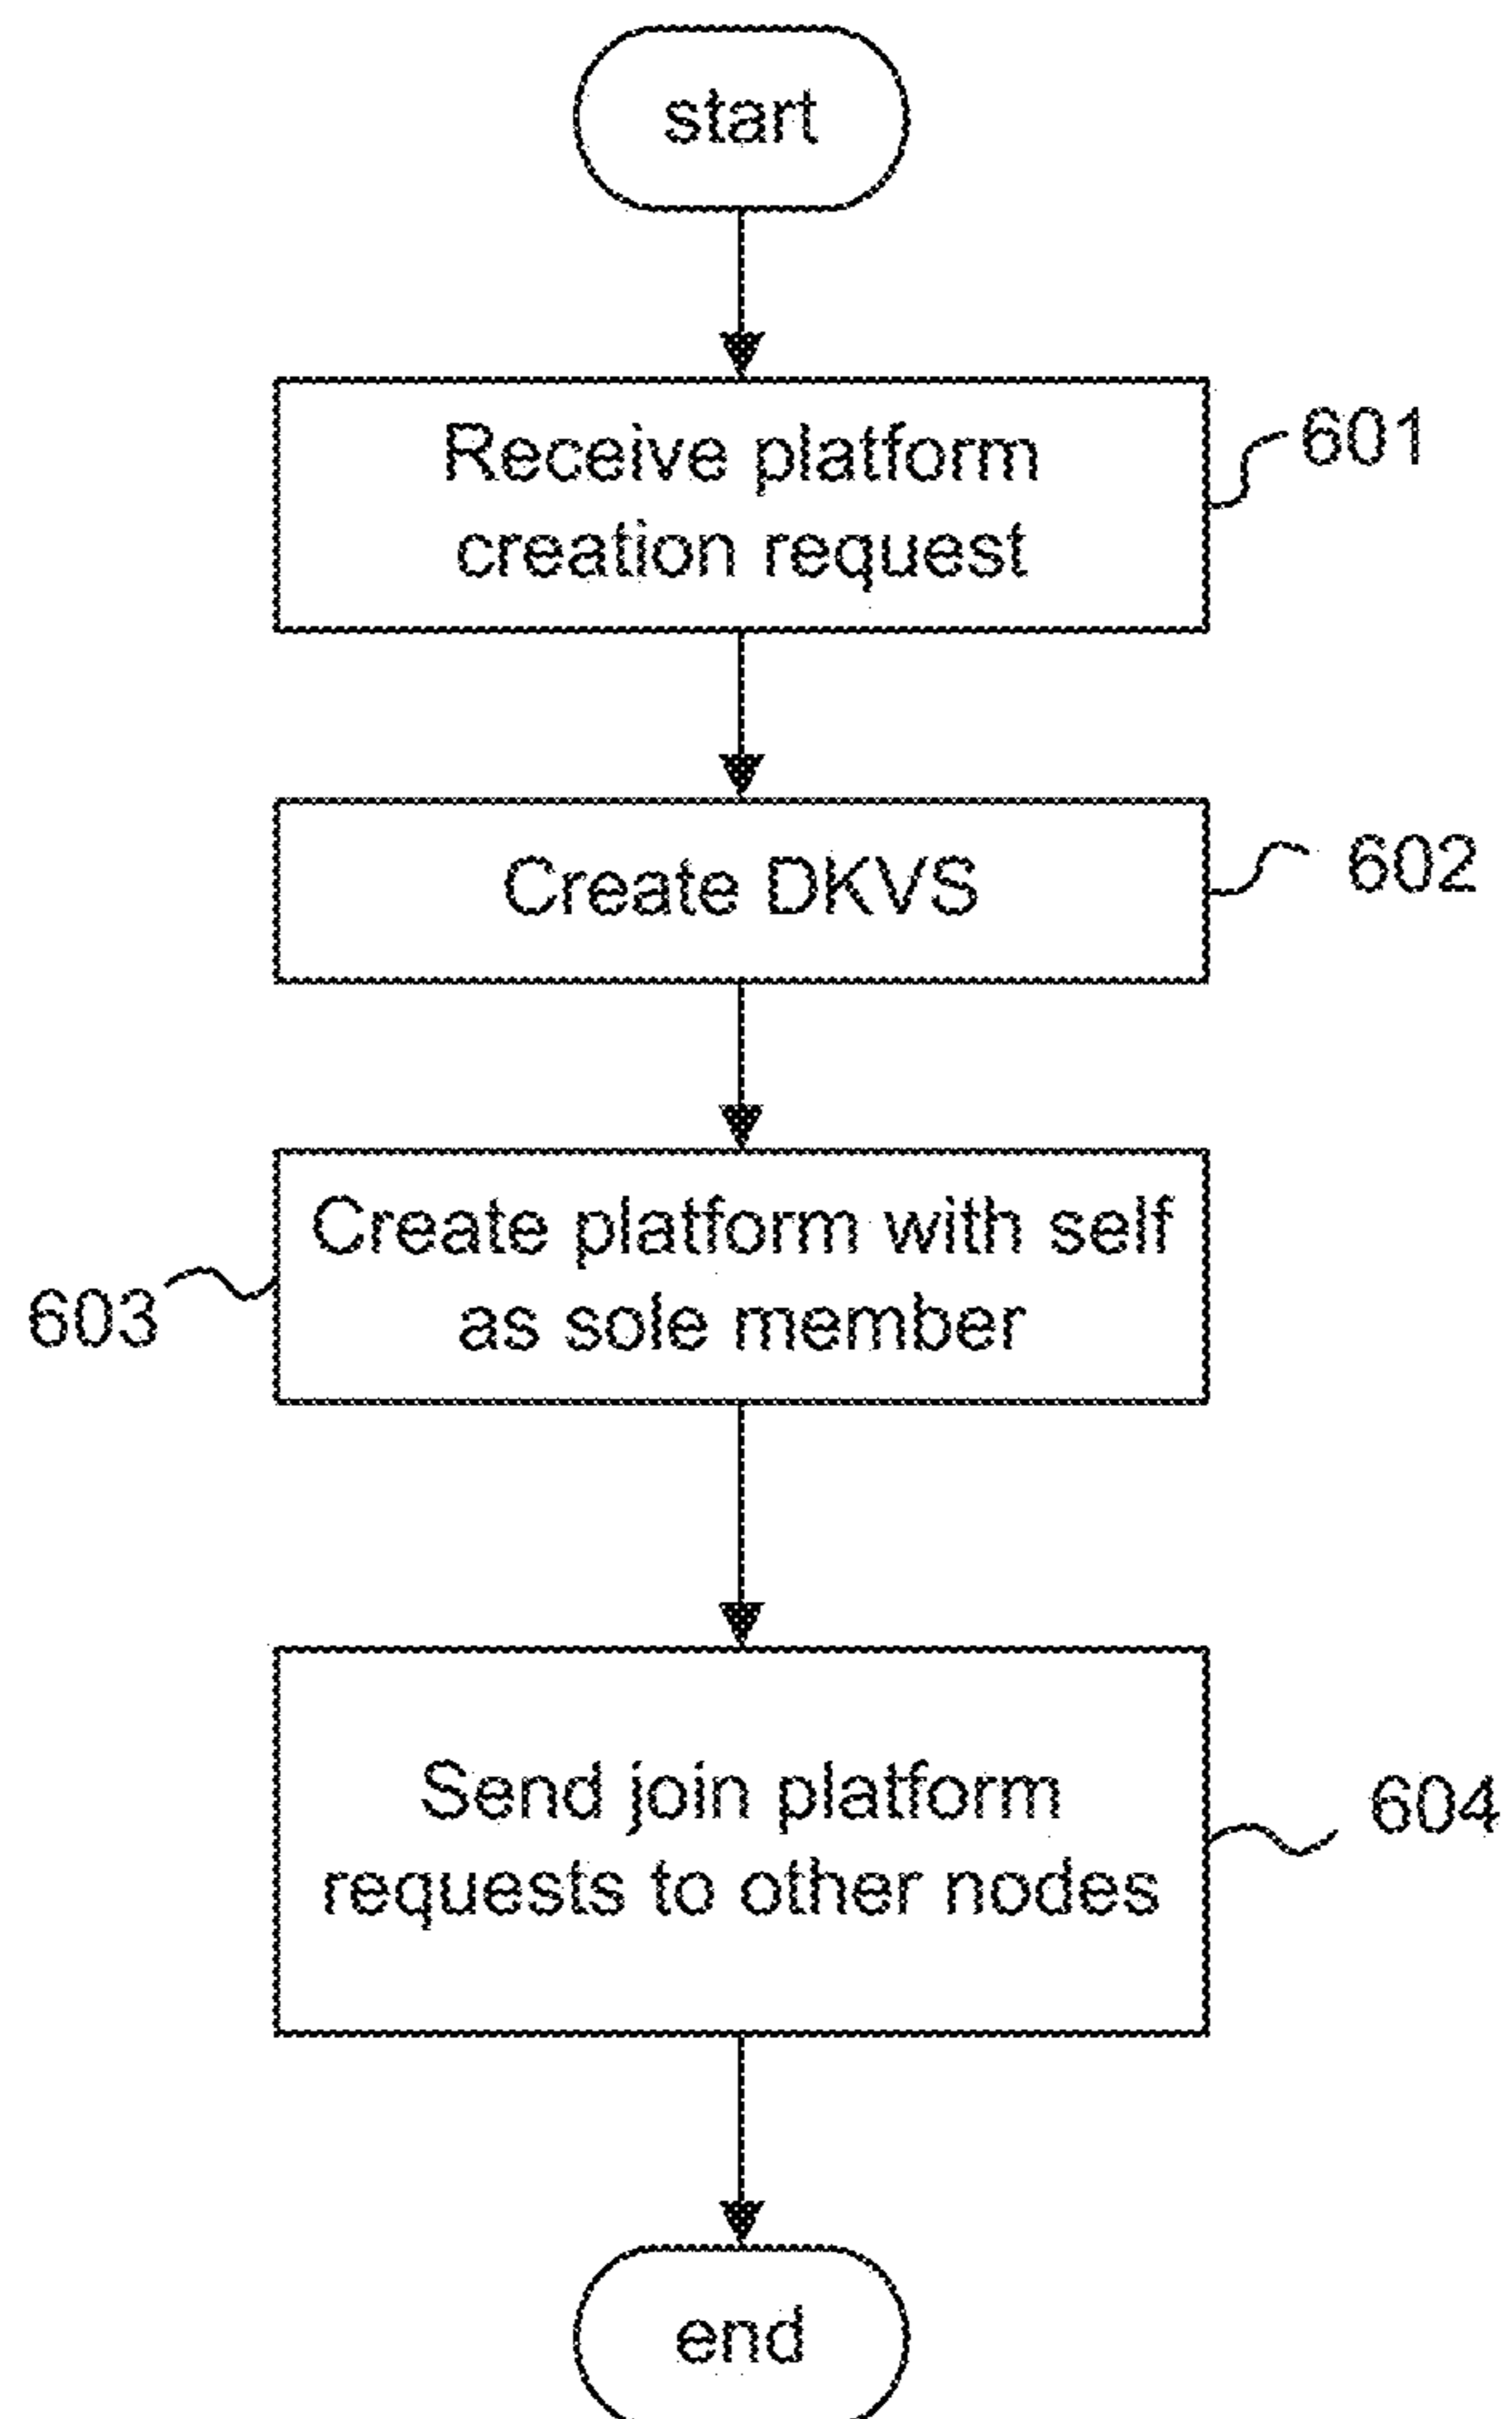 start
Receive platform
creation request
601
Create DKVS
602
Create platform with self
as sole member
603
Send join platform
requests to other nodes
604
end